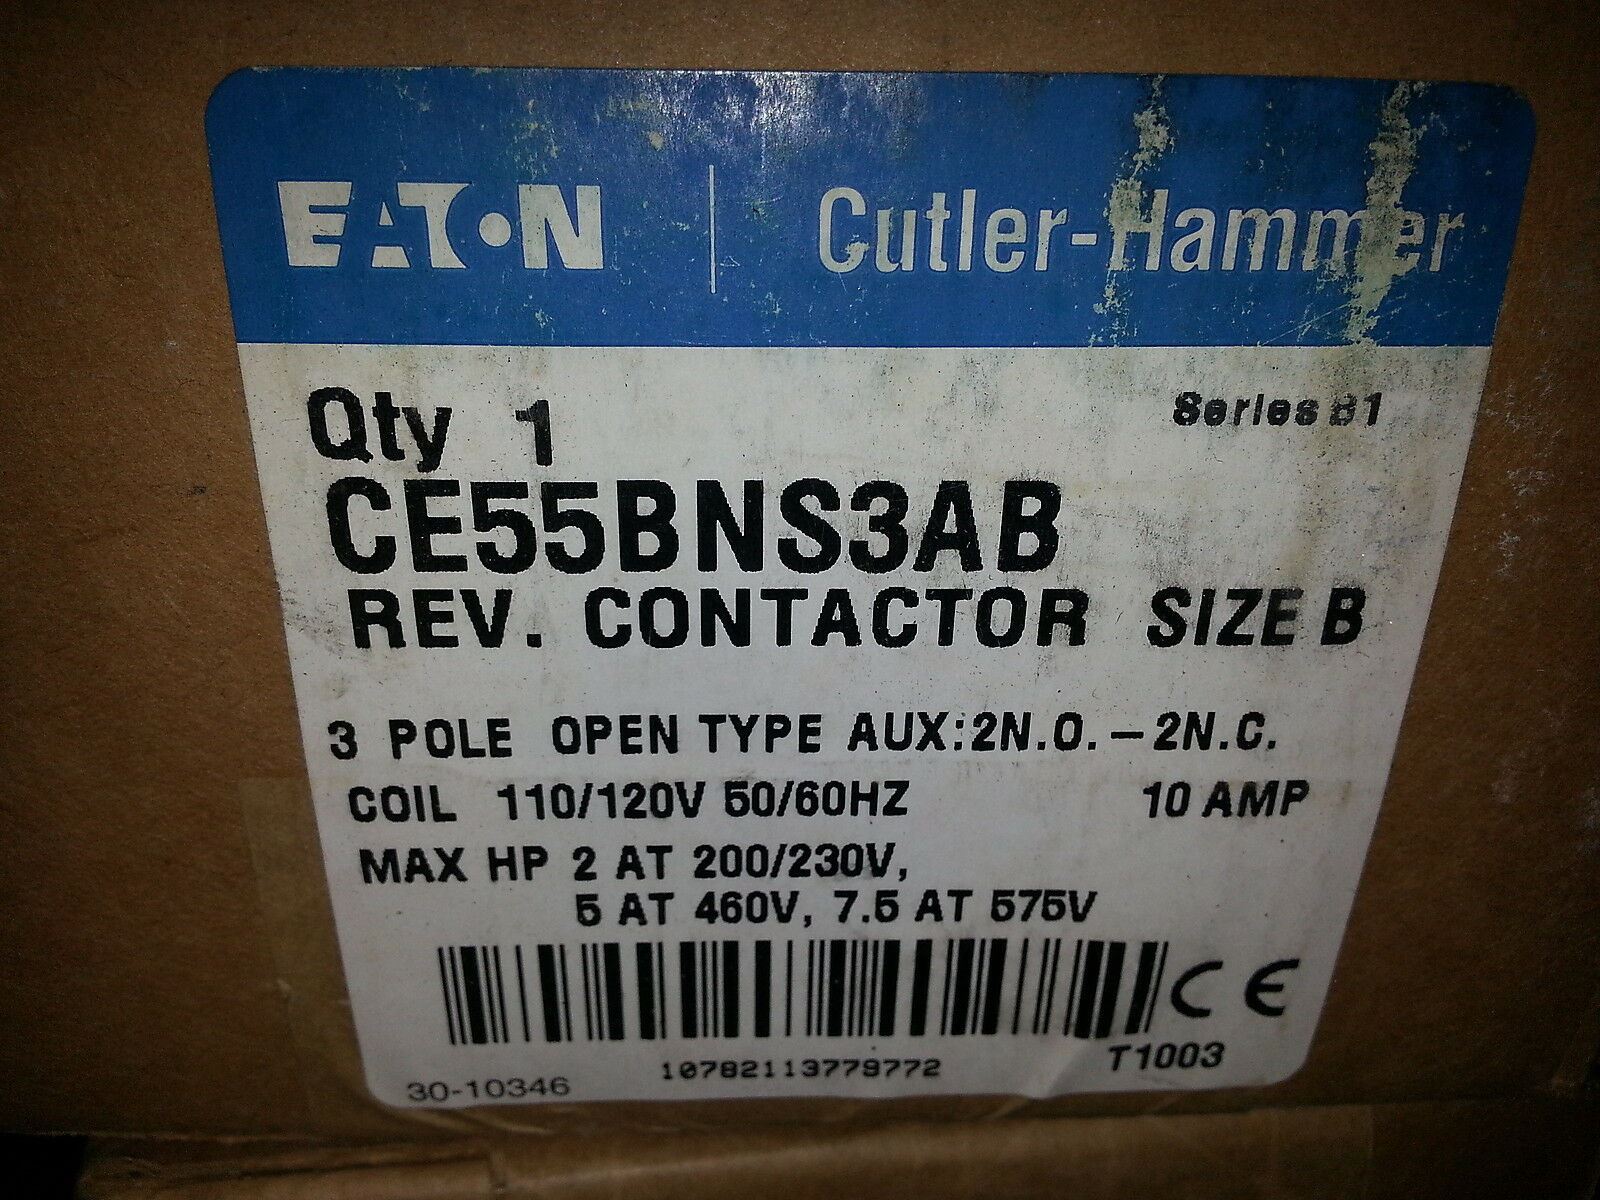 EATON | Cutler-Hammer
Qty 1 Series B1
CE55BNS3AB
REV. CONTACTOR SIZE B
3 POLE OPEN TYPE AUX:2N.O.-2N.C.
COIL 110/120V 50/60HZ 10 AMP
MAX HP 2 AT 200/230V,
5 AT 460V, 7.5 AT 575V
CE
T1003
10782113779772
30-10346